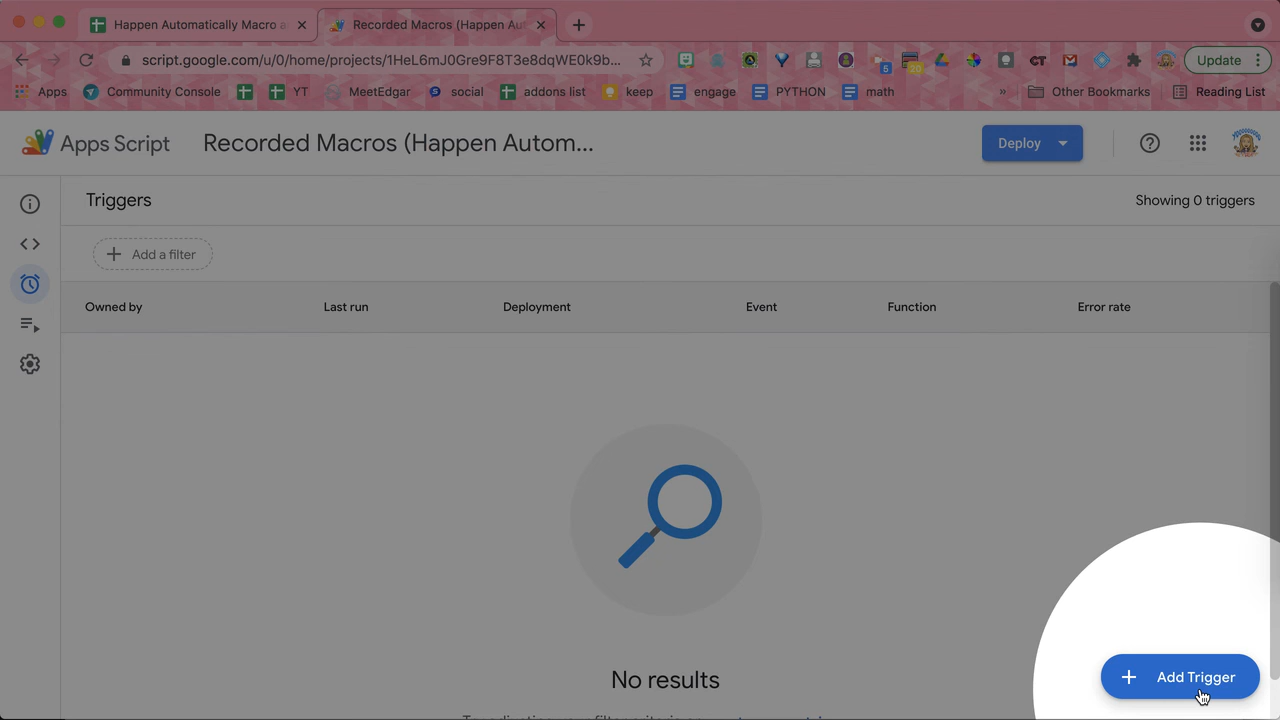 Happen Automatically Macro a
Recorded Macros (Happen Aut
script.google.com/u/0/home/projects/1HeL6mJ0Gre9F8T3e8dqWE0k9b...
Update
Apps
Community Console
YT
MeetEdgar
social
addons list
keep
engage
PYTHON
math
»
Other Bookmarks
Reading List
Apps Script
Recorded Macros (Happen Autom...
Deploy
Triggers
Showing 0 triggers
Add a filter
Owned by
Last run
Deployment
Event
Function
Error rate
No results
Add Trigger